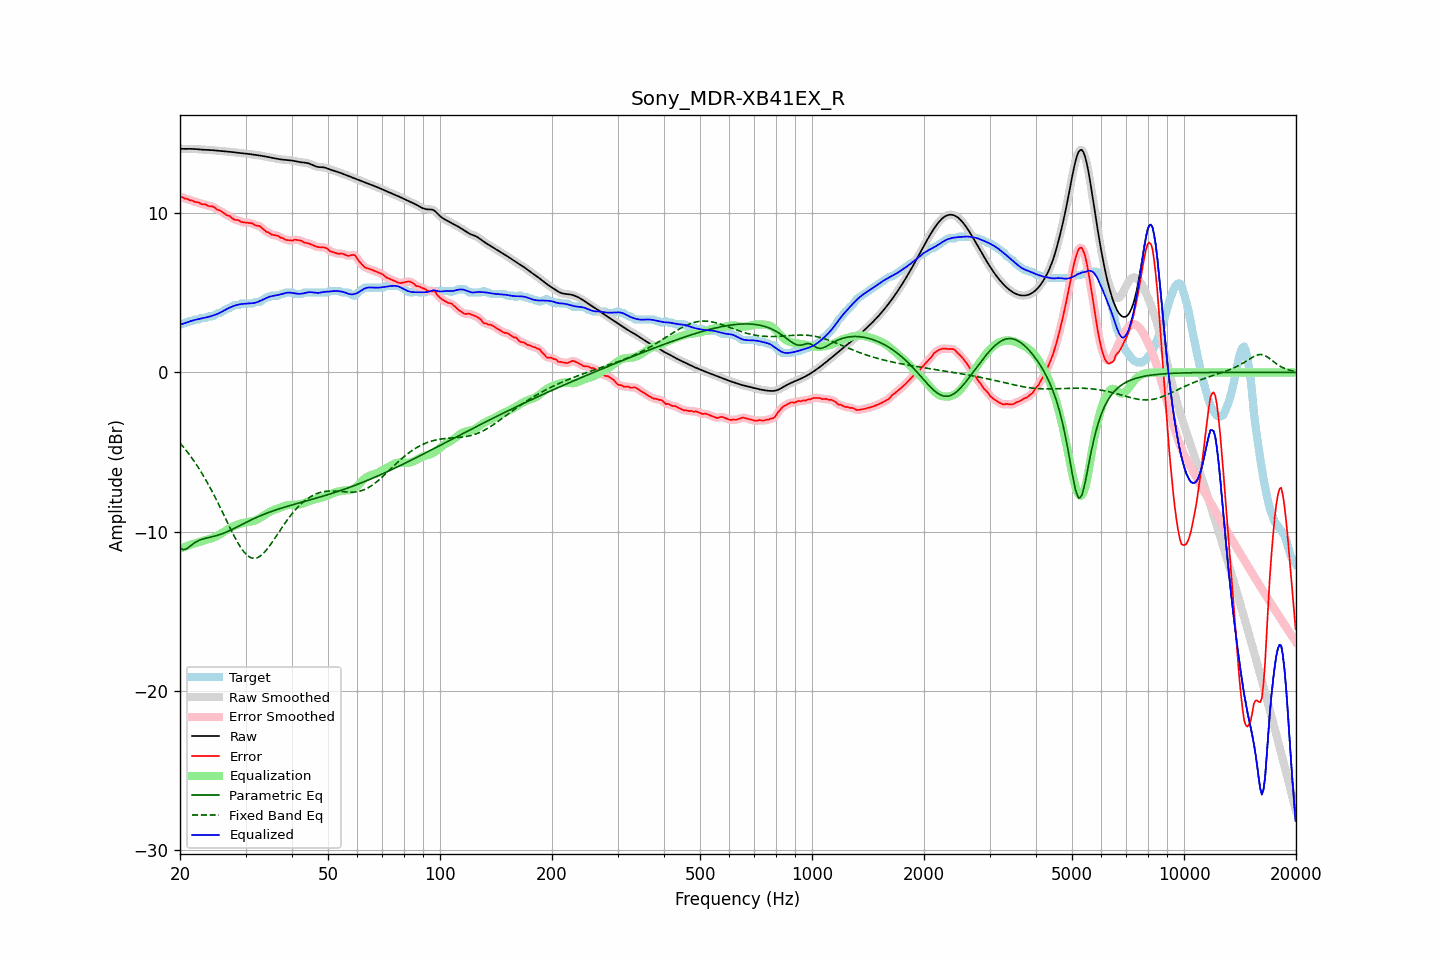 Sony_MDR-XB41EX_R
Amplitude (dBr)
10
0
−10
−20
−30
Target
Raw Smoothed
Error Smoothed
Raw
Error
Equalization
Parametric Eq
Fixed Band Eq
Equalized
20 50 100 200 500 1000 2000 5000 10000 20000
Frequency (Hz)